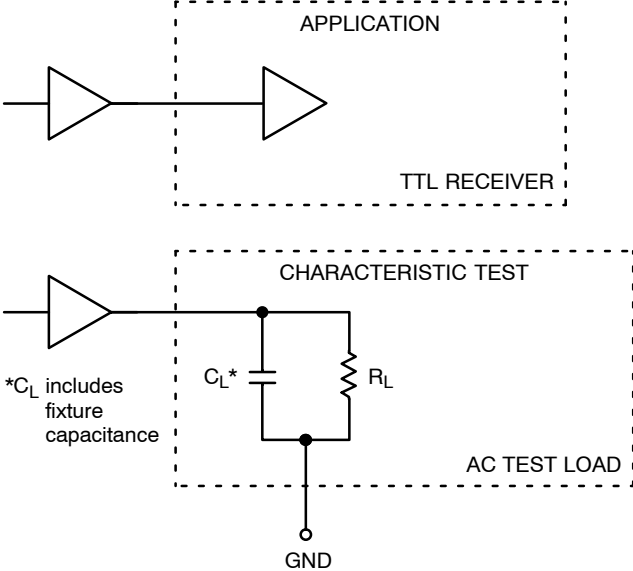 APPLICATION
TTL RECEIVER
CHARACTERISTIC TEST
C_L*
R_L
*C_L includes
fixture
capacitance
AC TEST LOAD
GND